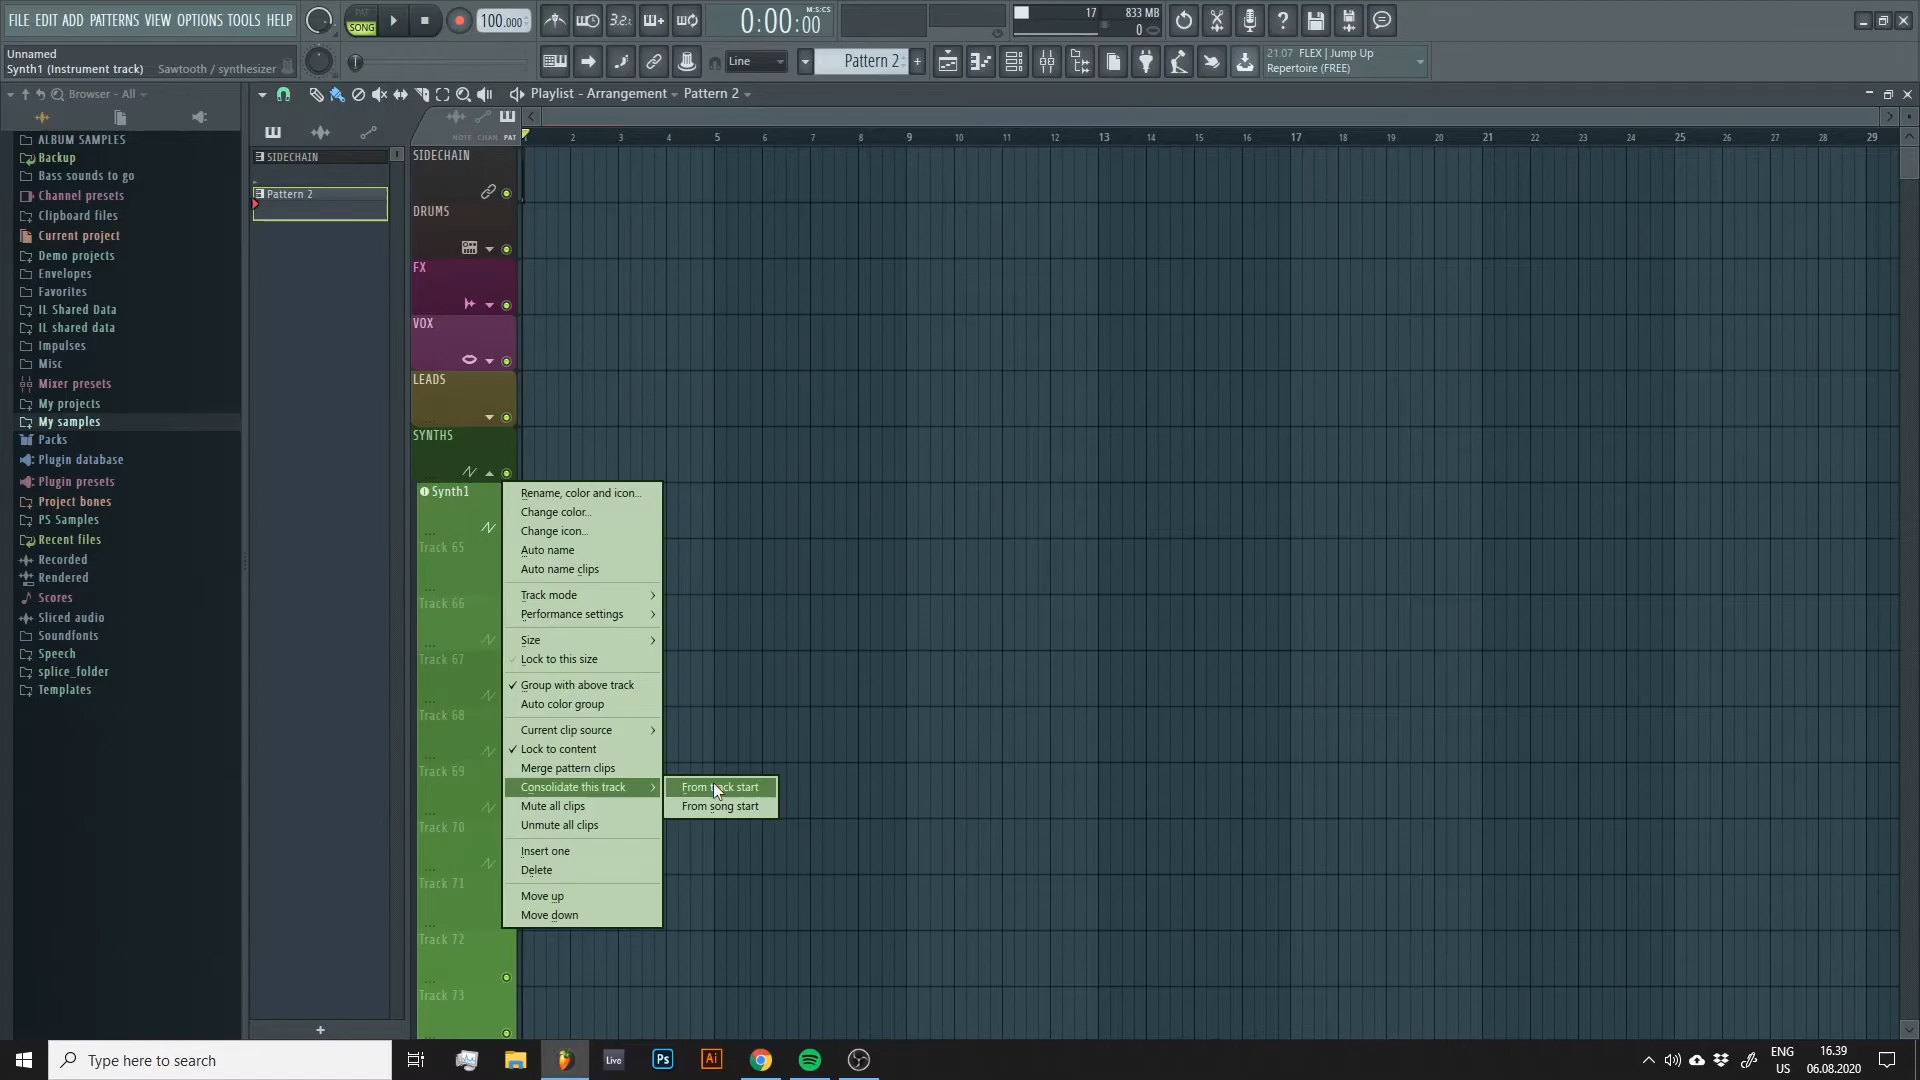 FILE EDIT ADD PATTERNS VIEW OPTIONS TOOLS HELP
PAT
SONG
100.000
3.2:
0:00:00
M:S:CS
17
833 MB
0
Unnamed
Synth1 (Instrument track)
Sawtooth / synthesizer
Line
Pattern 2
+
21:07 FLEX | Jump Up
Repertoire (FREE)
Browser - All
Playlist - Arrangement
Pattern 2
NOTE CHAN PAT
1 2 3 4 5 6 7 8 9 10 11 12 13 14 15 16 17 18 19 20 21 22 23 24 25 26 27 28 29
ALBUM SAMPLES
Backup
Bass sounds to go
Channel presets
Clipboard files
Current project
Demo projects
Envelopes
Favorites
IL Shared Data
IL shared data
Impulses
Misc
Mixer presets
My projects
My samples
Packs
Plugin database
Plugin presets
Project bones
PS Samples
Recent files
Recorded
Rendered
Scores
Sliced audio
Soundfonts
Speech
splice_folder
Templates
SIDECHAIN
Pattern 2
+
SIDECHAIN
DRUMS
FX
VOX
LEADS
SYNTHS
Synth1
Track 65
Track 66
Track 67
Track 68
Track 69
Track 70
Track 71
Track 72
Track 73
Rename, color and icon...
Change color...
Change icon...
Auto name
Auto name clips
Track mode
Performance settings
Size
Lock to this size
Group with above track
Auto color group
Current clip source
Lock to content
Merge pattern clips
Consolidate this track
Mute all clips
Unmute all clips
Insert one
Delete
Move up
Move down
From track start
From song start
Type here to search
Live
Ps
Ai
ENG
US
16.39
06.08.2020